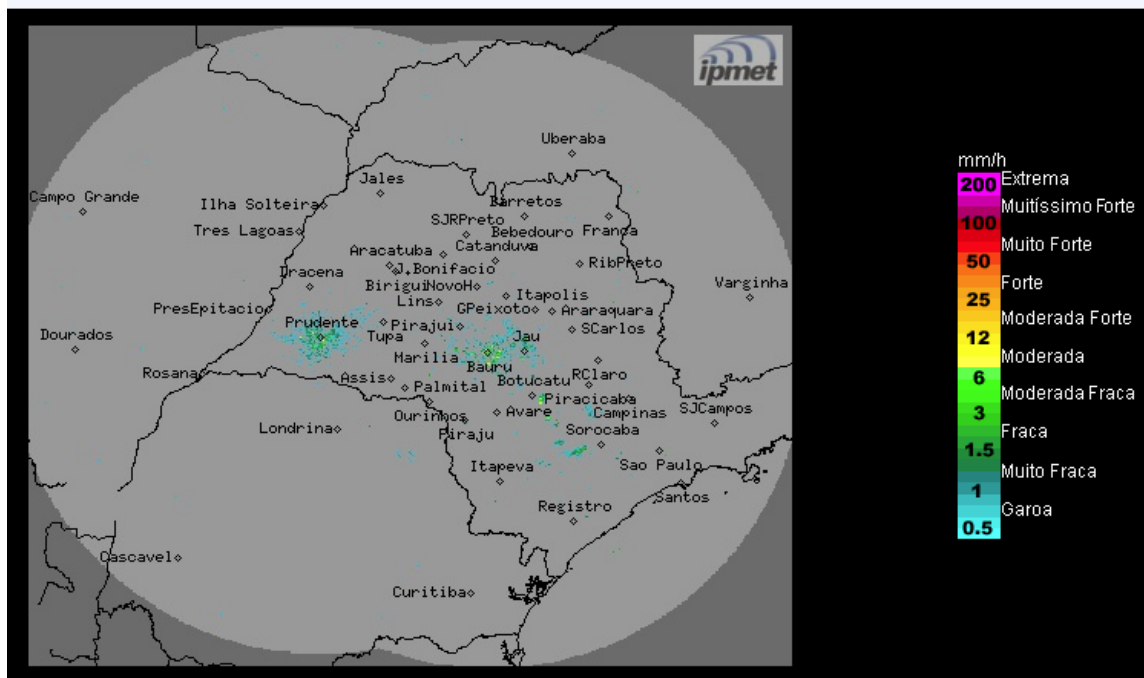 ipmet
Uberaba
Campo Grande
Jales
Ilha Solteira
Barretos
SJRPreto
Tres Lagoas
Bebedouro
Franca
Catanduva
Aracatuba
J.Bonifacio
RibPreto
Dracena
Birigui
NovoH
Varginha
Lins
Itapolis
PresEpitacio
GPeixoto
Araraquara
Prudente
Pirajui
SCarlos
Dourados
Tupa
Jau
Marilia
Bauru
Rosana
Assis
Botucatu
RClaro
Palmital
Piracicaba
Ourinhos
Avare
Campinas
SJCampos
Londrina
Piraju
Sorocaba
Itapeva
Sao Paulo
Santos
Registro
Cascavel
Curitiba
mm/h
200 Extrema
Muitíssimo Forte
100
Muito Forte
50
Forte
25
Moderada Forte
12
Moderada
6
Moderada Fraca
3
Fraca
1.5
Muito Fraca
1
Garoa
0.5